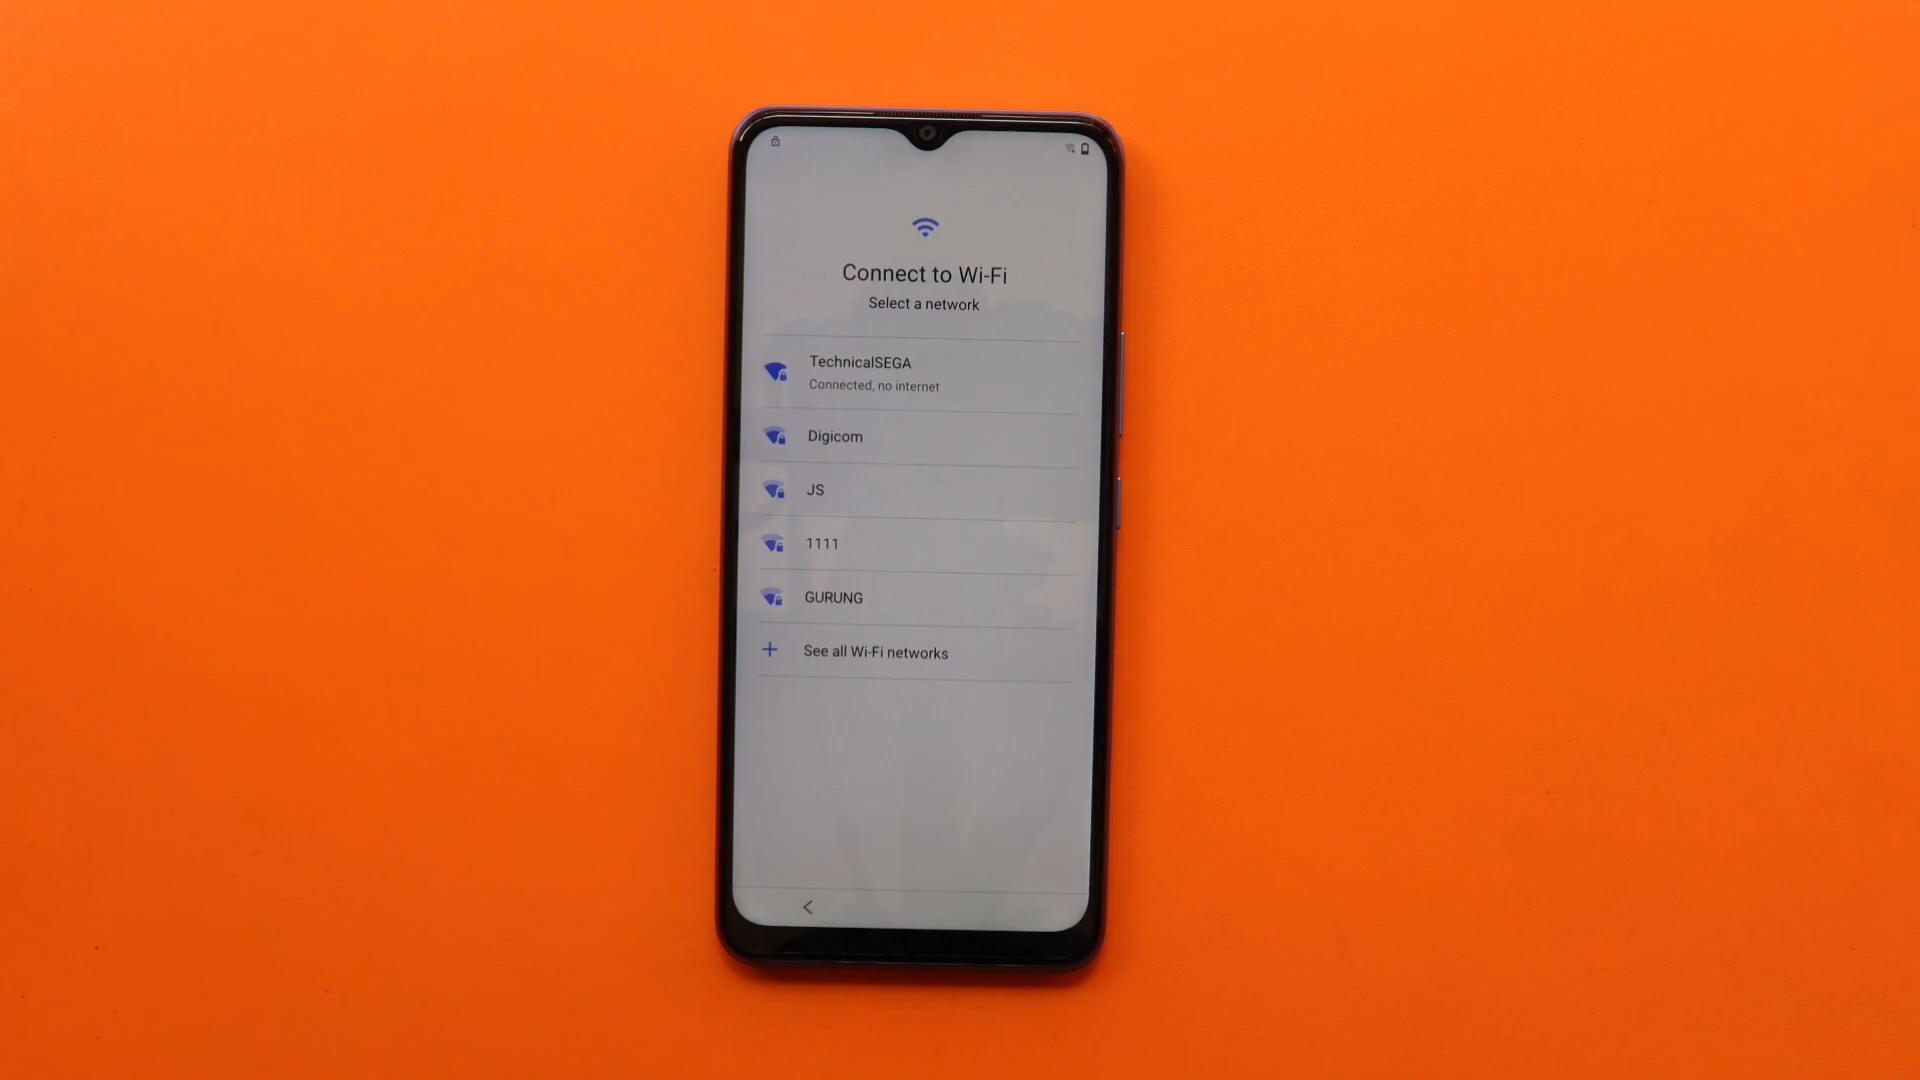 Connect to Wi-Fi
Select a network
TechnicalSEGA
Connected, no internet
Digicom
JS
1111
GURUNG
See all Wi-Fi networks